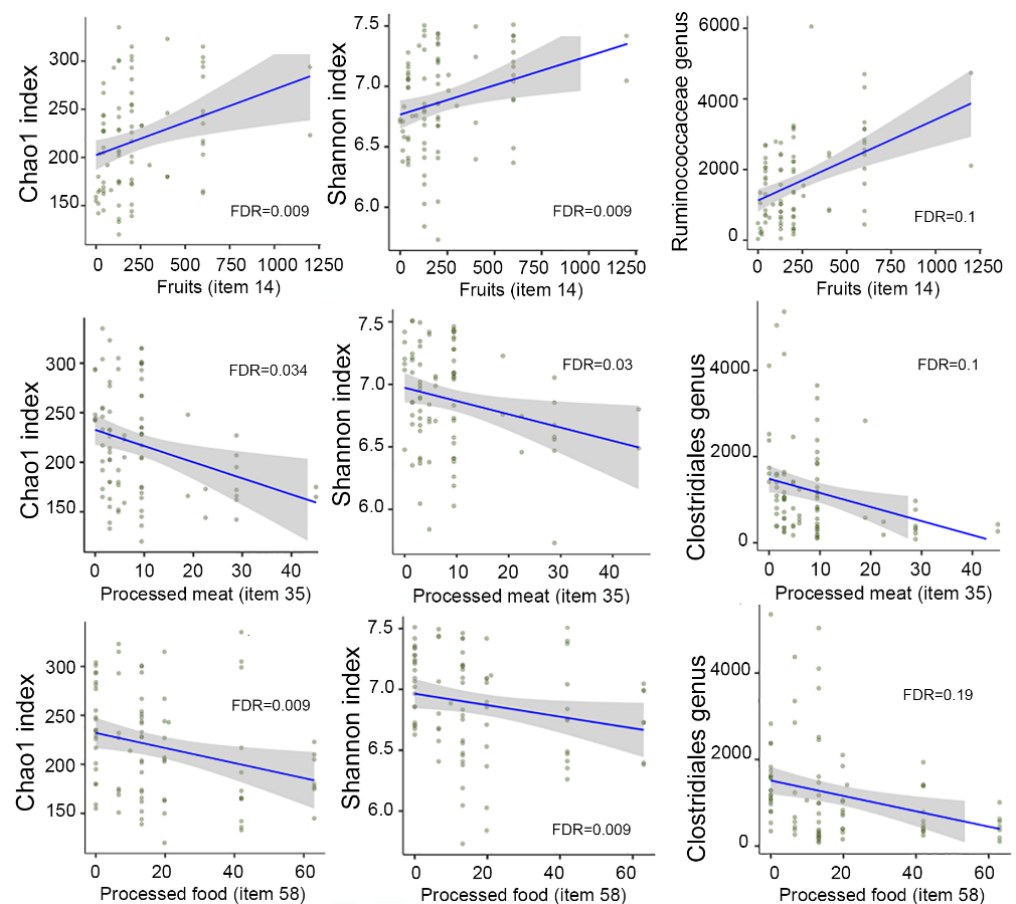 Chao1 index
300
250
200
150
FDR=0.009
0 250 500 750 1000 1250
Fruits (item 14)
Shannon index
7.5
7.0
6.5
6.0
FDR=0.009
0 250 500 750 1000 1250
Fruits (item 14)
Ruminococcaceae genus
6000
4000
2000
0
FDR=0.1
0 250 500 750 1000 1250
Fruits (item 14)
Chao1 index
300
250
200
150
FDR=0.034
0 10 20 30 40
Processed meat (item 35)
Shannon index
7.5
7.0
6.5
6.0
FDR=0.03
0 10 20 30 40
Processed meat (item 35)
Clostridiales genus
4000
2000
0
FDR=0.1
0 10 20 30 40
Processed meat (item 35)
Chao1 index
300
250
200
150
FDR=0.009
0 20 40 60
Processed food (item 58)
Shannon index
7.5
7.0
6.5
6.0
FDR=0.009
0 20 40 60
Processed food (item 58)
Clostridiales genus
4000
2000
0
FDR=0.19
0 20 40 60
Processed food (item 58)